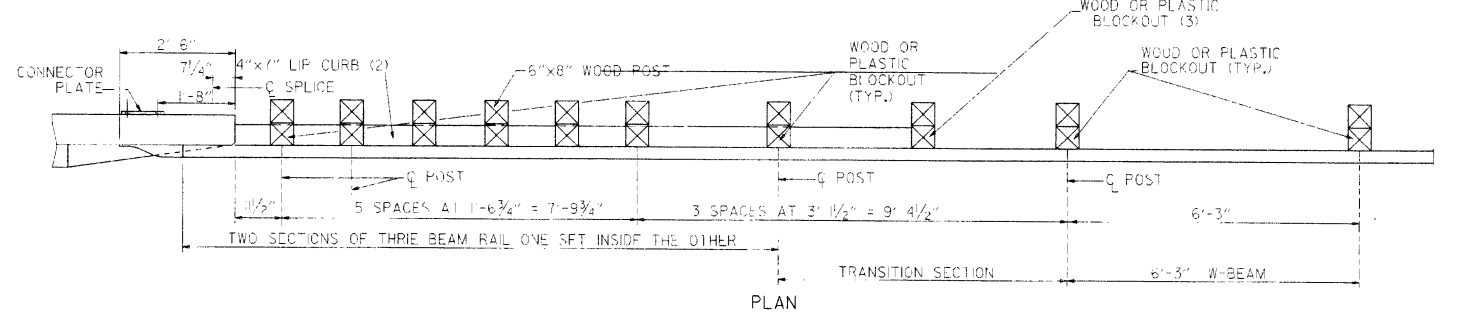 WOOD OR PLASTIC
BLOCKOUT (3)
2'-6"
7¼"
4"x7" LIP CURB (2)
CONNECTOR
PLATE
℄ SPLICE
1'-8"
6"x8" WOOD POST
WOOD OR
PLASTIC
BLOCKOUT
(TYP.)
WOOD OR PLASTIC
BLOCKOUT (TYP.)
℄ POST
℄ POST
℄ POST
11½"
5 SPACES AT 1'-6¾" = 7'-9¾"
3 SPACES AT 3' 1½" = 9' 4½"
6'-3"
TWO SECTIONS OF THRIE BEAM RAIL ONE SET INSIDE THE OTHER
TRANSITION SECTION
6'-3" W-BEAM
PLAN